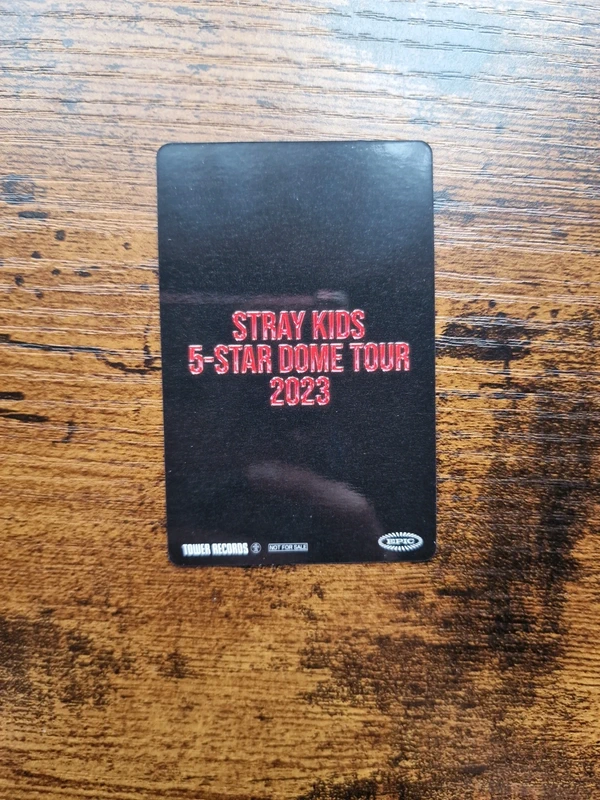 STRAY KIDS
5-STAR DOME TOUR
2023
TOWER RECORDS NOT FOR SALE EPIC